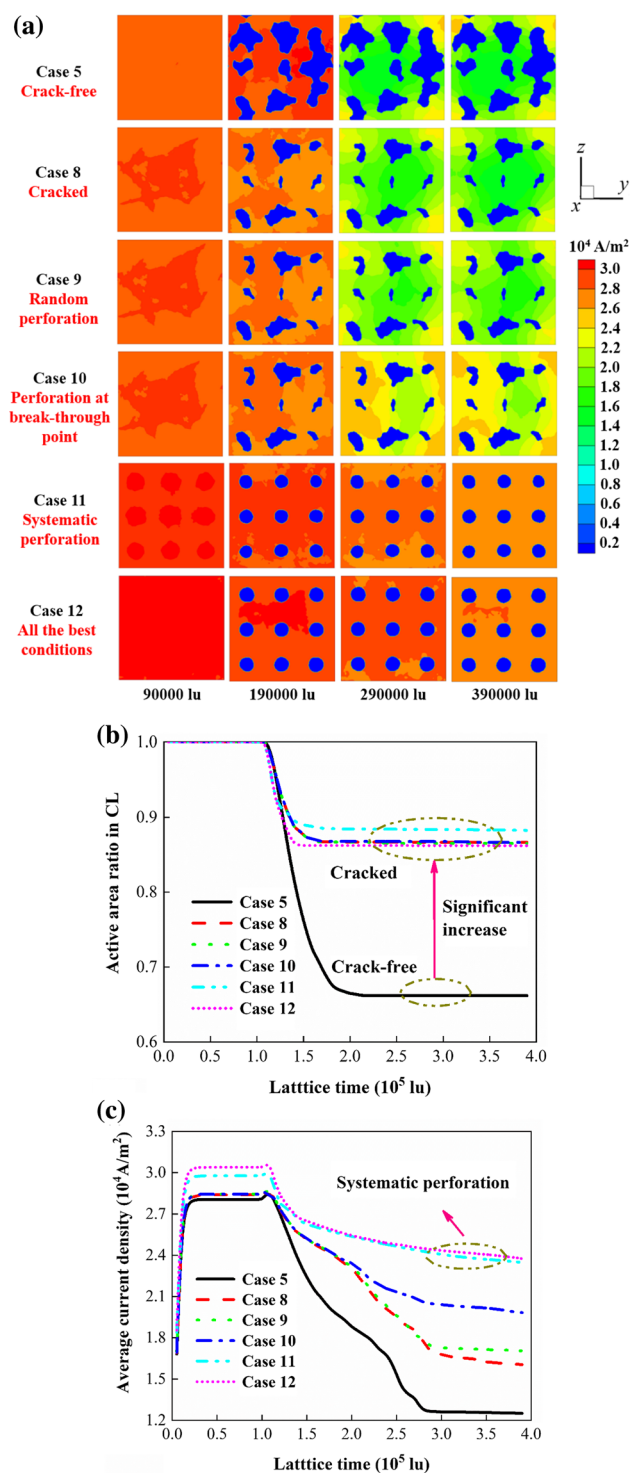 (a)
Case 5
Crack-free
Case 8
Cracked
Case 9
Random
perforation
Case 10
Perforation at
break-through
point
Case 11
Systematic
perforation
Case 12
All the best
conditions
90000 lu
190000 lu
290000 lu
390000 lu
z
y
x
10⁴ A/m²
3.0
2.8
2.6
2.4
2.2
2.0
1.8
1.6
1.4
1.2
1.0
0.8
0.6
0.4
0.2
(b)
Active area ratio in CL
1.0
0.9
0.8
0.7
0.6
Cracked
Significant
increase
Crack-free
Case 5
Case 8
Case 9
Case 10
Case 11
Case 12
0.0 0.5 1.0 1.5 2.0 2.5 3.0 3.5 4.0
Latttice time (10⁵ lu)
(c)
Average current density (10⁴A/m²)
3.3
3.0
2.7
2.4
2.1
1.8
1.5
1.2
Systematic perforation
Case 5
Case 8
Case 9
Case 10
Case 11
Case 12
0.0 0.5 1.0 1.5 2.0 2.5 3.0 3.5 4.0
Latttice time (10⁵ lu)